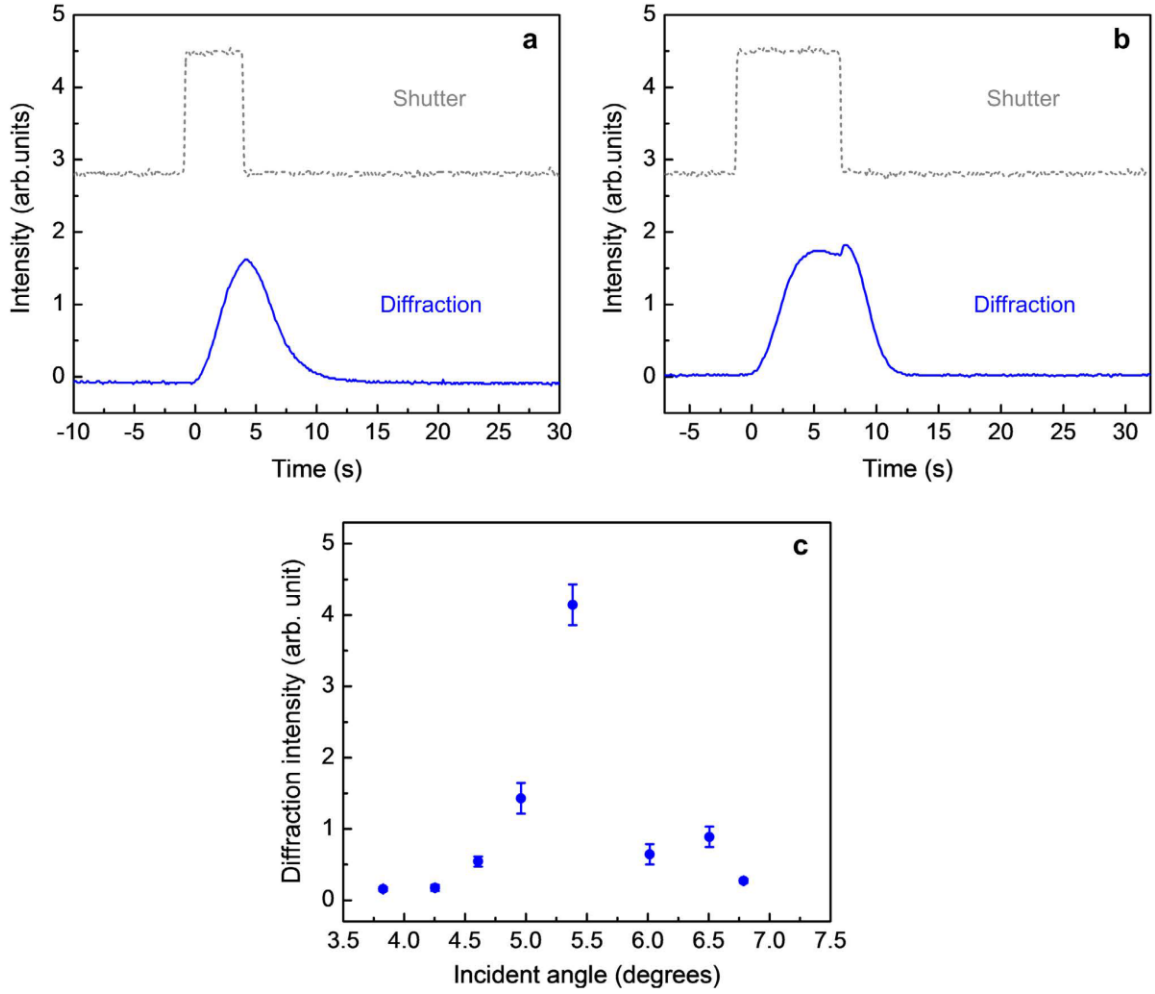 5
4
3
2
1
0
Intensity (arb.units)
a
Shutter
Diffraction
-10 -5 0 5 10 15 20 25 30
Time (s)
5
4
3
2
1
0
Intensity (arb.units)
b
Shutter
Diffraction
-5 0 5 10 15 20 25 30
Time (s)
5
4
3
2
1
0
Diffraction intensity (arb. unit)
c
3.5 4.0 4.5 5.0 5.5 6.0 6.5 7.0 7.5
Incident angle (degrees)